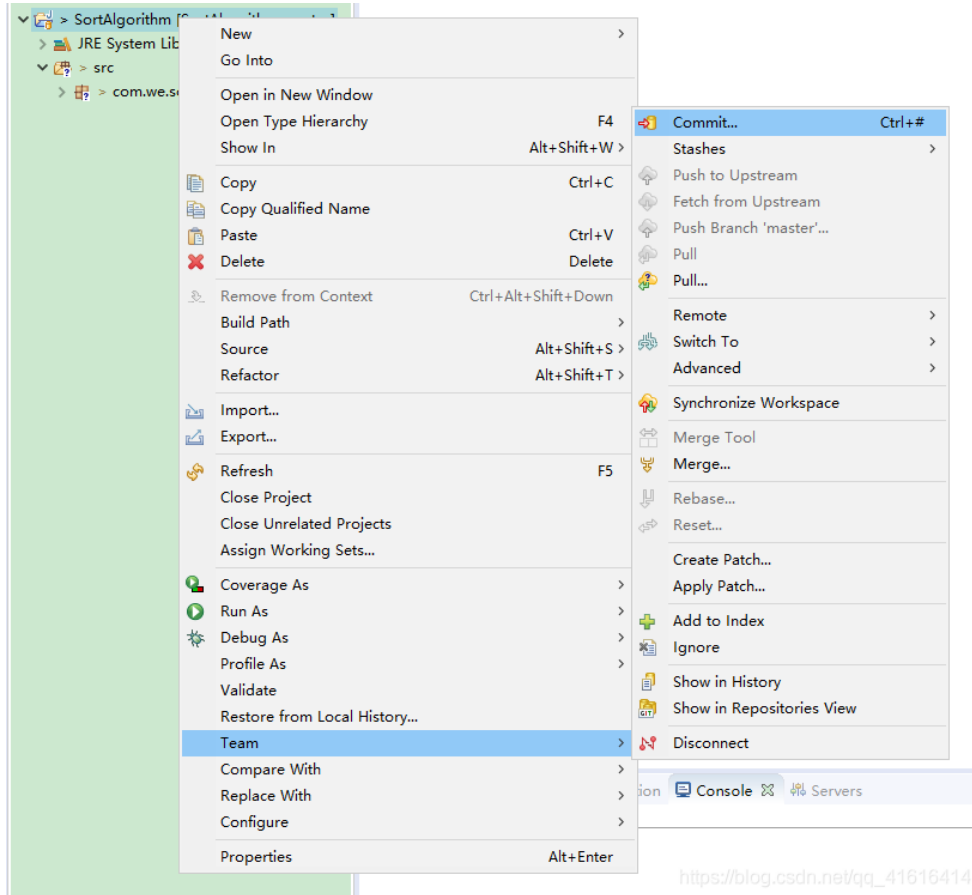 > SortAlgorithm [
JRE System Lib
> src
> com.we.s
New
Go Into
Open in New Window
Open Type Hierarchy F4
Show In Alt+Shift+W >
Copy Ctrl+C
Copy Qualified Name
Paste Ctrl+V
Delete Delete
Remove from Context Ctrl+Alt+Shift+Down
Build Path
Source Alt+Shift+S >
Refactor Alt+Shift+T >
Import...
Export...
Refresh F5
Close Project
Close Unrelated Projects
Assign Working Sets...
Coverage As
Run As
Debug As
Profile As
Validate
Restore from Local History...
Team
Compare With
Replace With
Configure
Properties Alt+Enter
Commit... Ctrl+#
Stashes
Push to Upstream
Fetch from Upstream
Push Branch 'master'...
Pull
Pull...
Remote
Switch To
Advanced
Synchronize Workspace
Merge Tool
Merge...
Rebase...
Reset...
Create Patch...
Apply Patch...
Add to Index
Ignore
Show in History
GIT Show in Repositories View
Disconnect
ion Console Servers
https://blog.csdn.net/qq_41616414